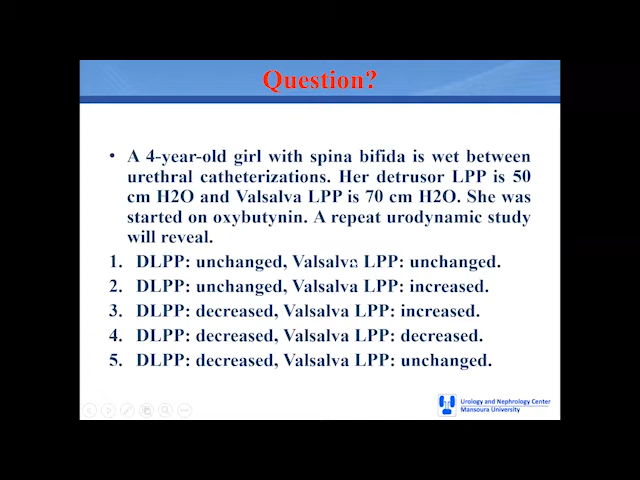 Question?
• A 4-year-old girl with spina bifida is wet between
urethral catheterizations. Her detrusor LPP is 50
cm H2O and Valsalva LPP is 70 cm H2O. She was
started on oxybutynin. A repeat urodynamic study
will reveal.
1. DLPP: unchanged, Valsalva LPP: unchanged.
2. DLPP: unchanged, Valsalva LPP: increased.
3. DLPP: decreased, Valsalva LPP: increased.
4. DLPP: decreased, Valsalva LPP: decreased.
5. DLPP: decreased, Valsalva LPP: unchanged.
Urology and Nephrology Center
Mansoura University